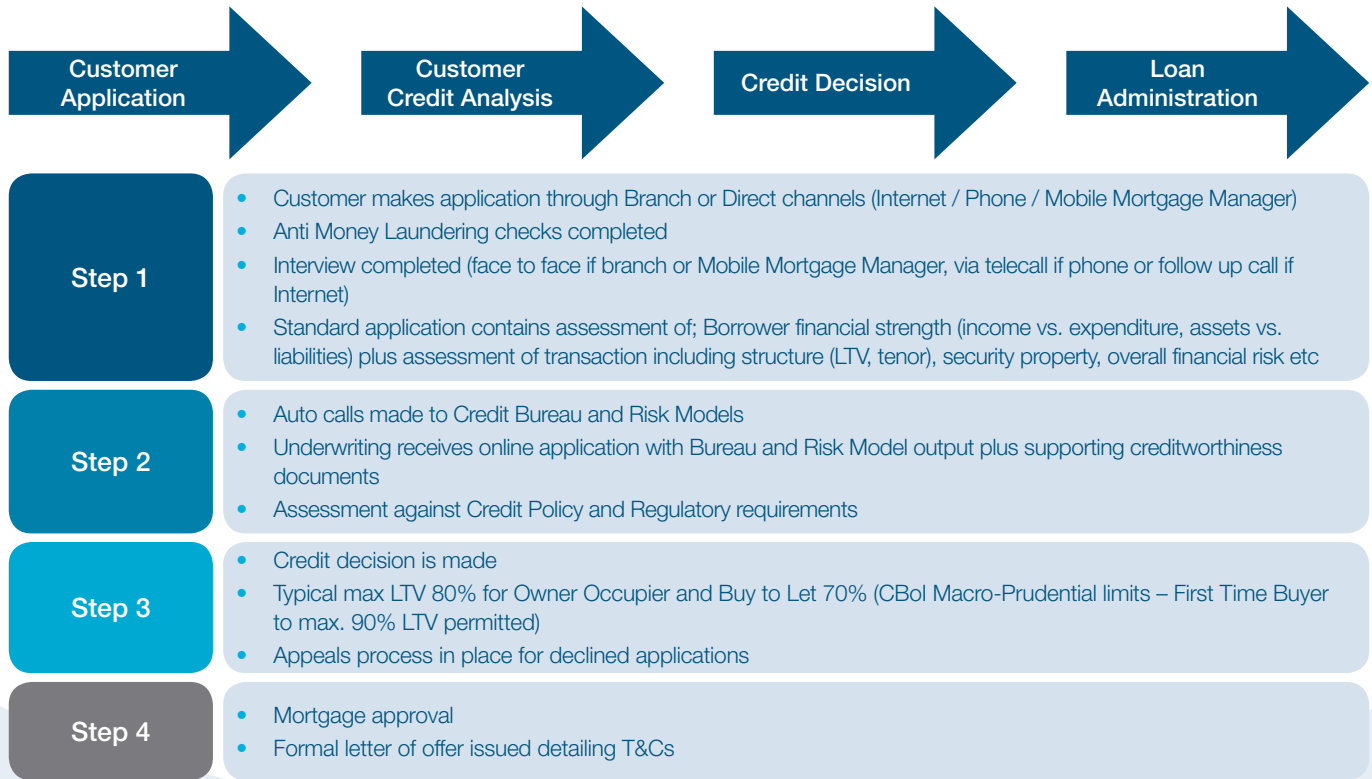 Customer
Application
Customer
Credit Analysis
Credit Decision
Loan
Administration
Step 1
• Customer makes application through Branch or Direct channels (Internet / Phone / Mobile Mortgage Manager)
• Anti Money Laundering checks completed
• Interview completed (face to face if branch or Mobile Mortgage Manager, via telecall if phone or follow up call if
Internet)
• Standard application contains assessment of; Borrower financial strength (income vs. expenditure, assets vs.
liabilities) plus assessment of transaction including structure (LTV, tenor), security property, overall financial risk etc
Step 2
• Auto calls made to Credit Bureau and Risk Models
• Underwriting receives online application with Bureau and Risk Model output plus supporting creditworthiness
documents
• Assessment against Credit Policy and Regulatory requirements
Step 3
• Credit decision is made
• Typical max LTV 80% for Owner Occupier and Buy to Let 70% (CBoI Macro-Prudential limits – First Time Buyer
to max. 90% LTV permitted)
• Appeals process in place for declined applications
Step 4
• Mortgage approval
• Formal letter of offer issued detailing T&Cs